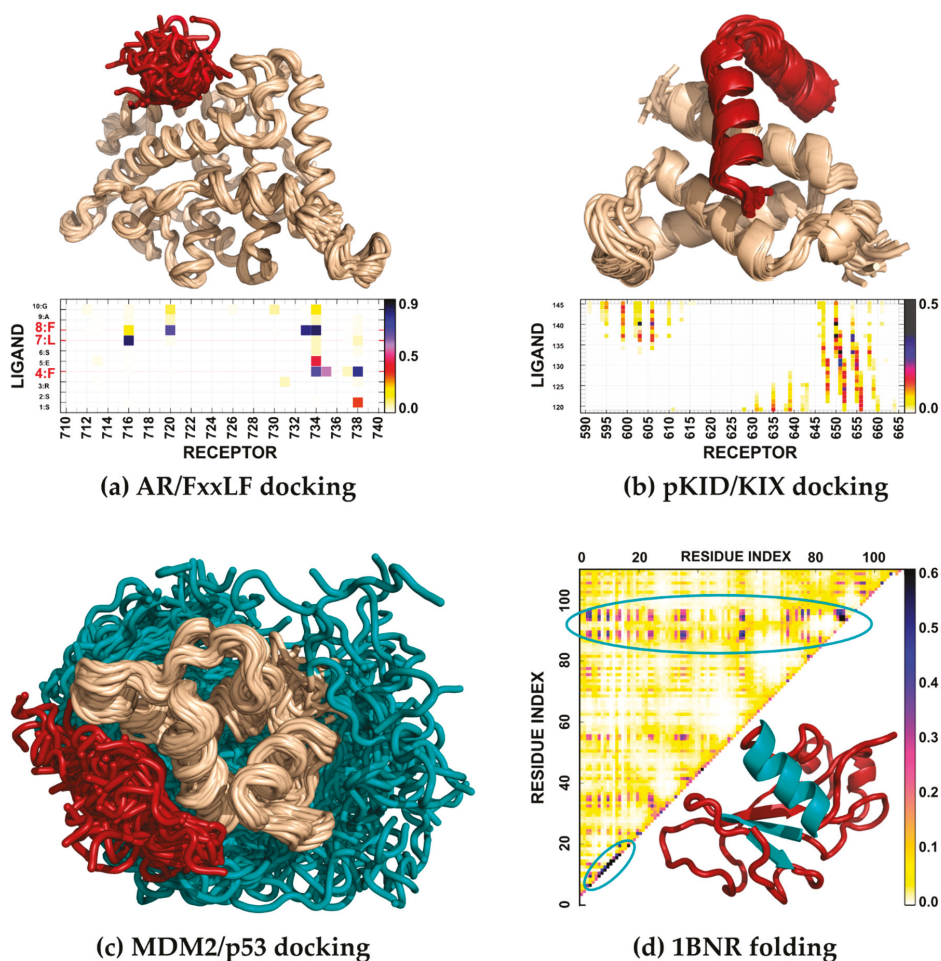 10:G
9:A
8:F
7:L
6:S
5:E
4:F
3:R
2:S
1:S
LIGAND
0.9
0.5
0.0
710 712 714 716 718 720 722 724 726 728 730 732 734 736 738 740
RECEPTOR
(a) AR/FxxLF docking
145
140
135
130
125
120
LIGAND
0.5
0.0
590 595 600 605 610 615 620 625 630 635 640 645 650 655 660 665
RECEPTOR
(b) pKID/KIX docking
(c) MDM2/p53 docking
0 20 RESIDUE INDEX 80 100
RESIDUE INDEX
100
80
60
40
20
0
0.6
0.5
0.4
0.3
0.2
0.1
0.0
(d) 1BNR folding